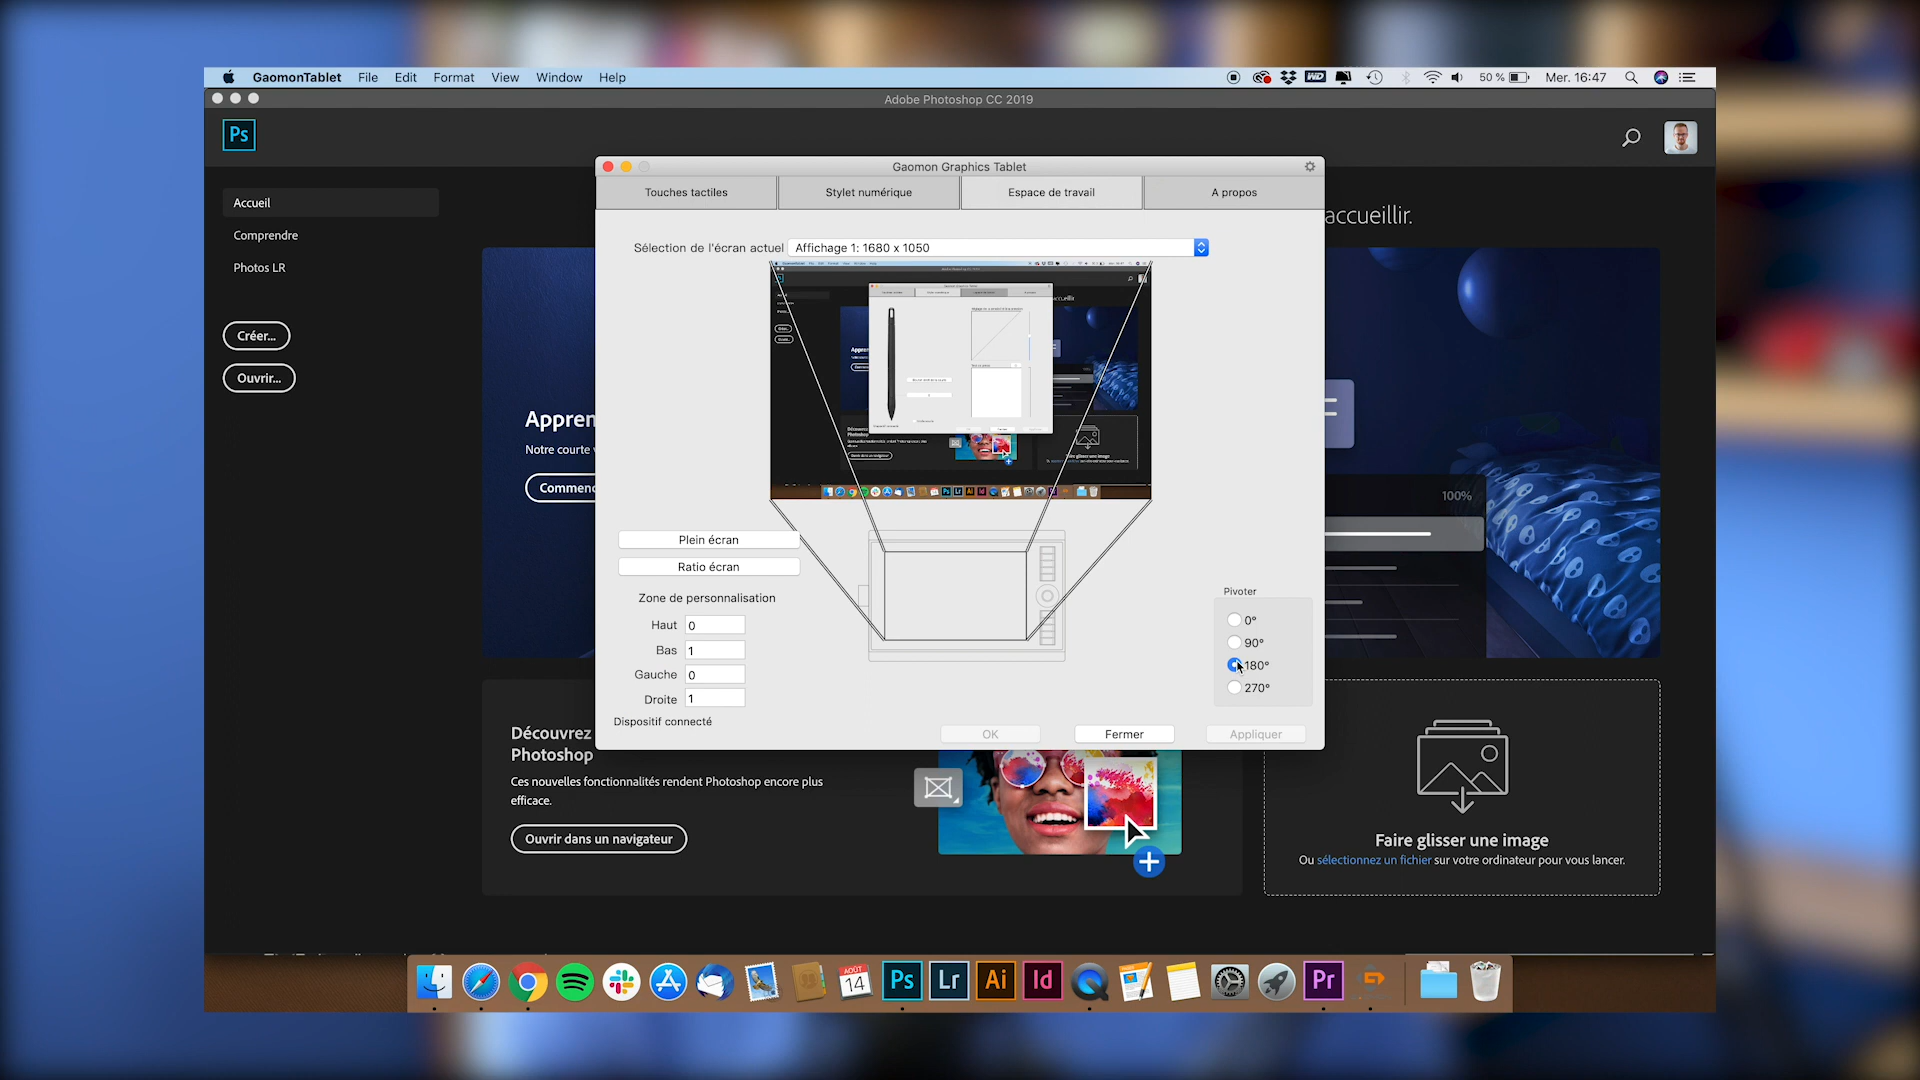 GaomonTablet File Edit Format View Window Help
WD 50 % Mer. 16:47
Adobe Photoshop CC 2019
Ps
Gaomon Graphics Tablet
Touches tactiles Stylet numérique Espace de travail A propos
Accueil
Comprendre
Photos LR
Créer...
Ouvrir...
accueillir.
Sélection de l'écran actuel Affichage 1: 1680 x 1050
Appren
Notre courte
Commenc
100%
Plein écran
Ratio écran
Zone de personnalisation
Haut 0
Bas 1
Gauche 0
Droite 1
Dispositif connecté
Pivoter
0°
90°
180°
270°
OK Fermer Appliquer
Découvrez
Photoshop
Ces nouvelles fonctionnalités rendent Photoshop encore plus
efficace.
Ouvrir dans un navigateur
Faire glisser une image
Ou sélectionnez un fichier sur votre ordinateur pour vous lancer.
AOÛT
14
Ps Lr Ai Id Pr